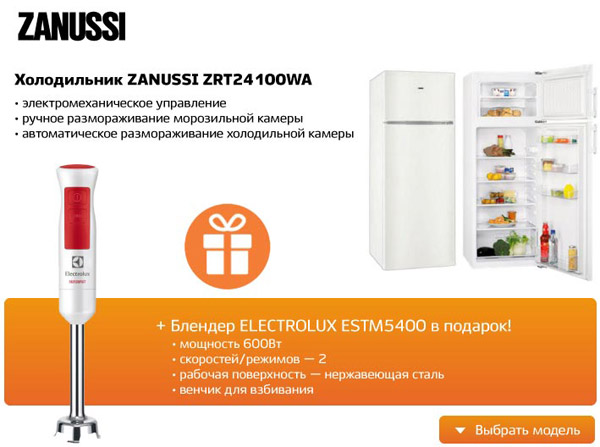 ZANUSSI
Холодильник ZANUSSI ZRT24100WA
• электромеханическое управление
• ручное размораживание морозильной камеры
• автоматическое размораживание холодильной камеры
Electrolux
+ Блендер ELECTROLUX ESTM5400 в подарок!
• мощность 600Вт
• скоростей/режимов — 2
• рабочая поверхность — нержавеющая сталь
• венчик для взбивания
Выбрать модель